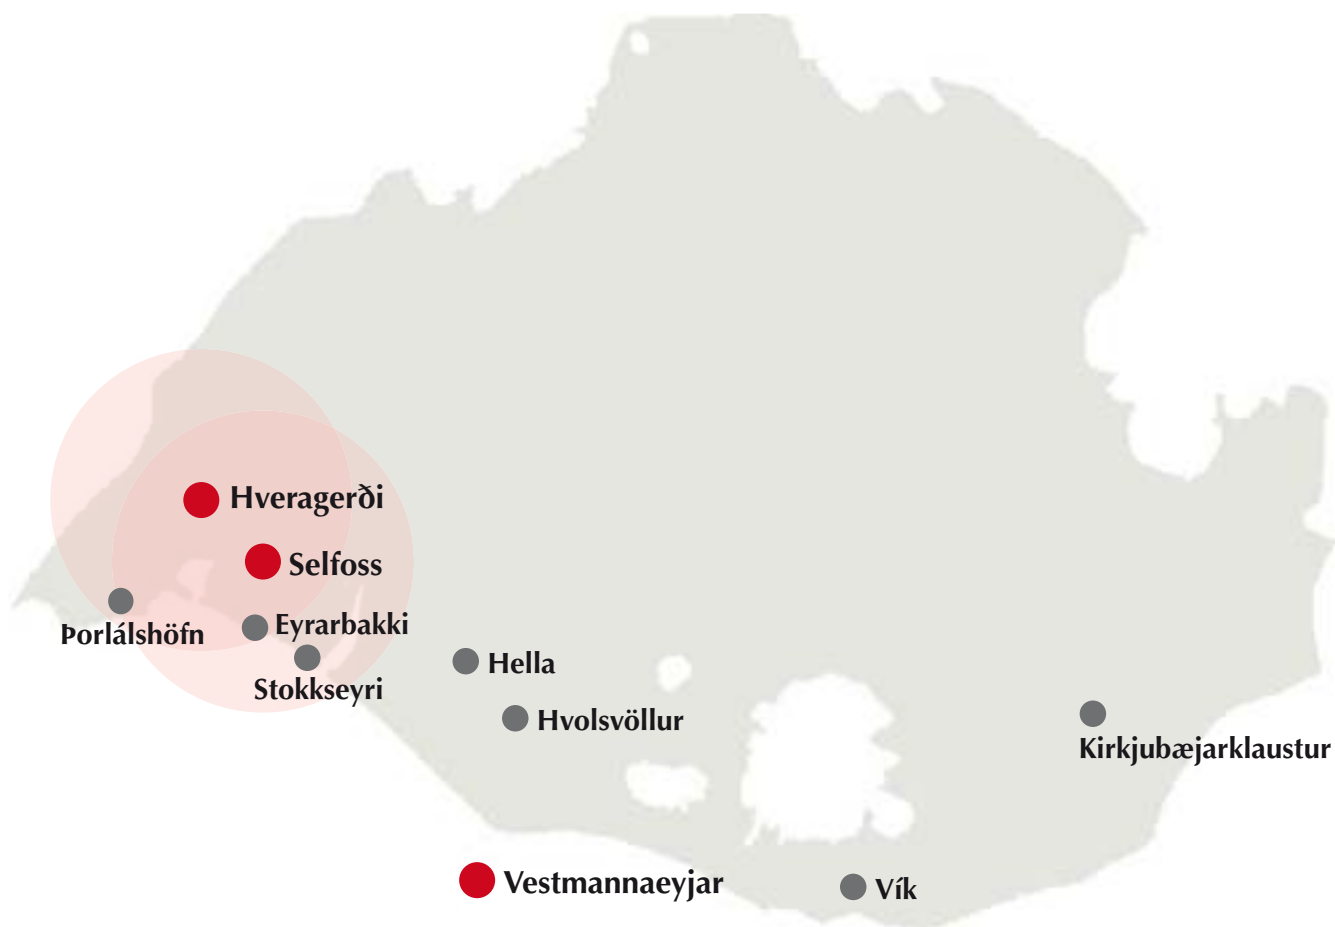 Hveragerði
Selfoss
Eyrarbakki
Þorlálshöfn
Stokkseyri
Hella
Hvolsvöllur
Kirkjubæjarklaustur
Vestmannaeyjar
Vík